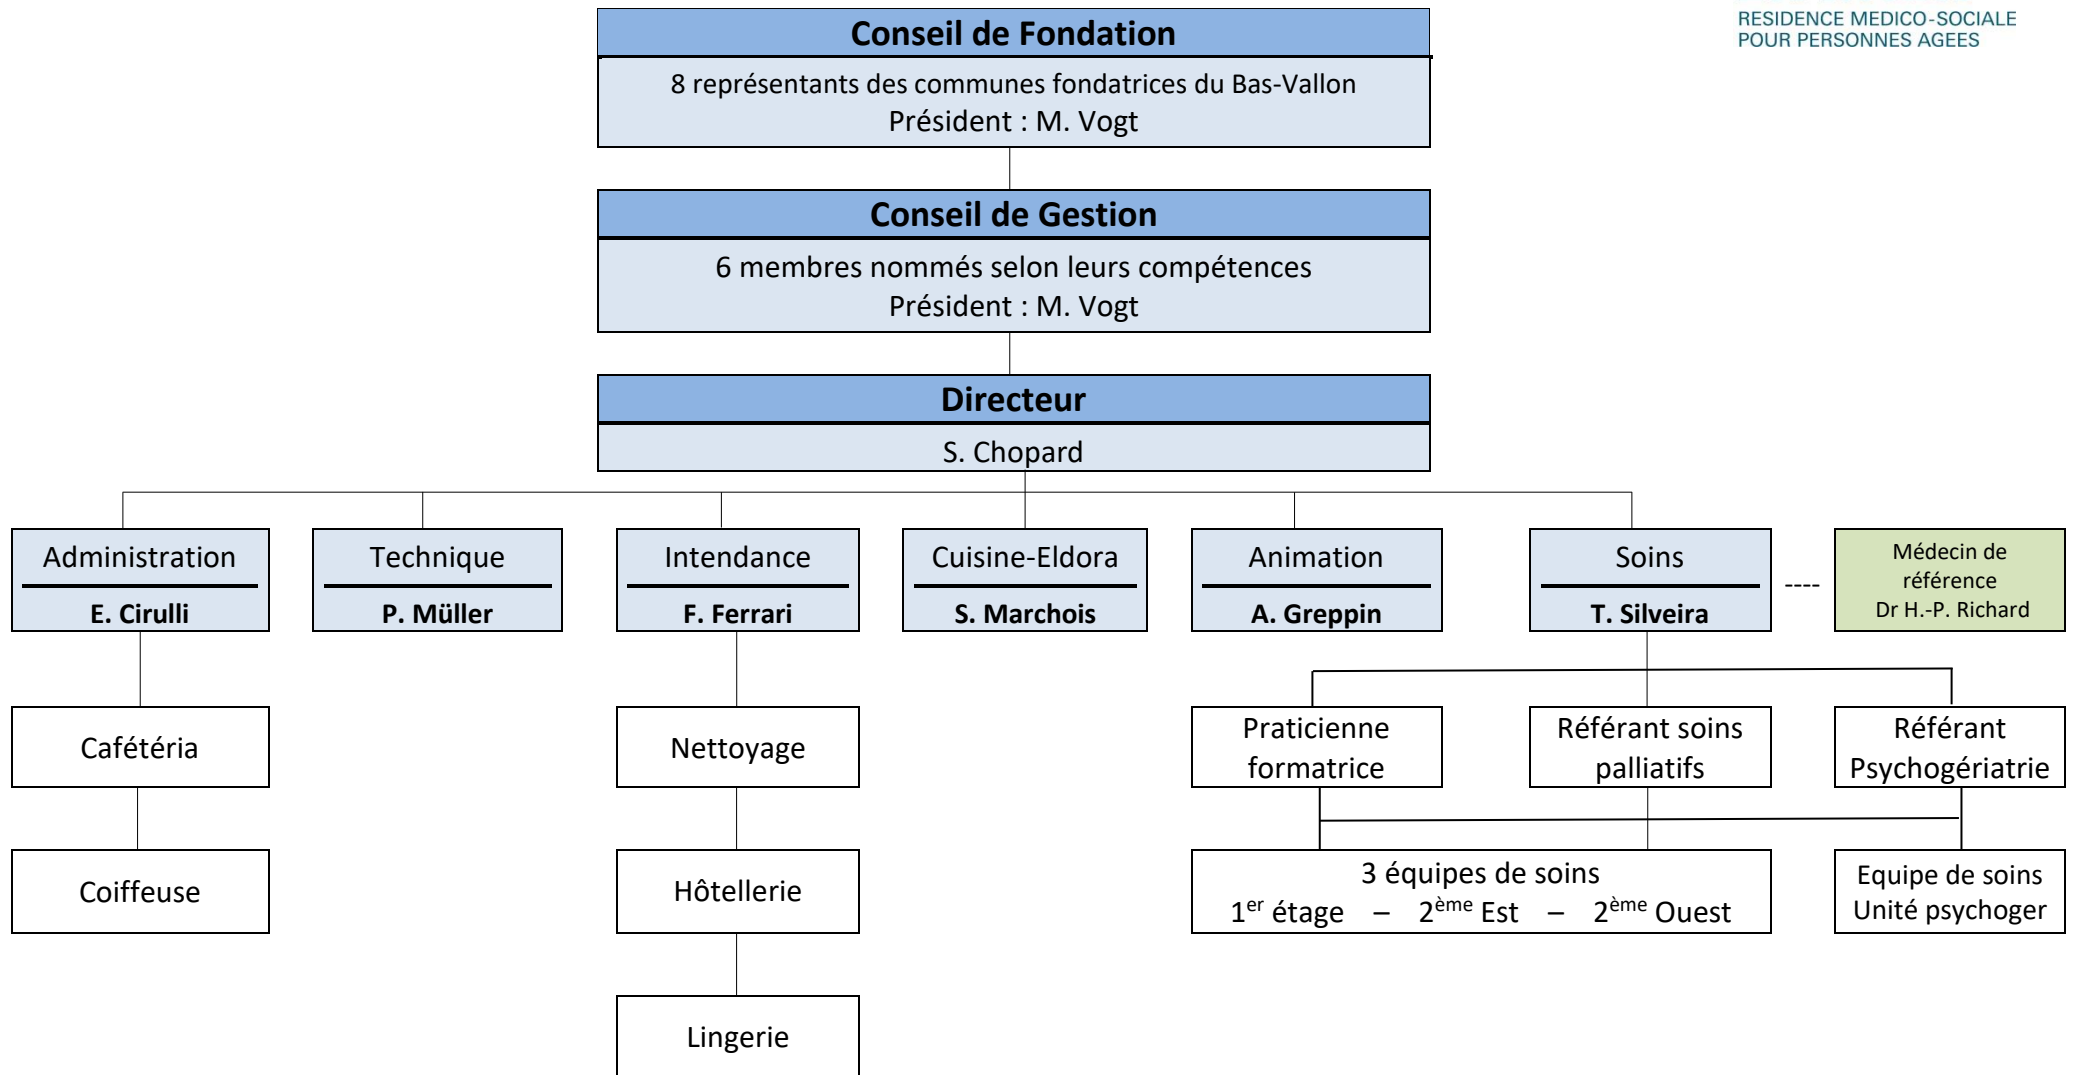 RESIDENCE MEDICO-SOCIALE
POUR PERSONNES AGEES
Conseil de Fondation
8 représentants des communes fondatrices du Bas-Vallon
Président : M. Vogt
Conseil de Gestion
6 membres nommés selon leurs compétences
Président : M. Vogt
Directeur
S. Chopard
Administration
E. Cirulli
Technique
P. Müller
Intendance
F. Ferrari
Cuisine-Eldora
S. Marchois
Animation
A. Greppin
Soins
T. Silveira
----
Médecin de
référence
Dr H.-P. Richard
Cafétéria
Nettoyage
Praticienne
formatrice
Référant soins
palliatifs
Référant
Psychogériatrie
Coiffeuse
Hôtellerie
3 équipes de soins
1er étage – 2ème Est – 2ème Ouest
Equipe de soins
Unité psychoger
Lingerie